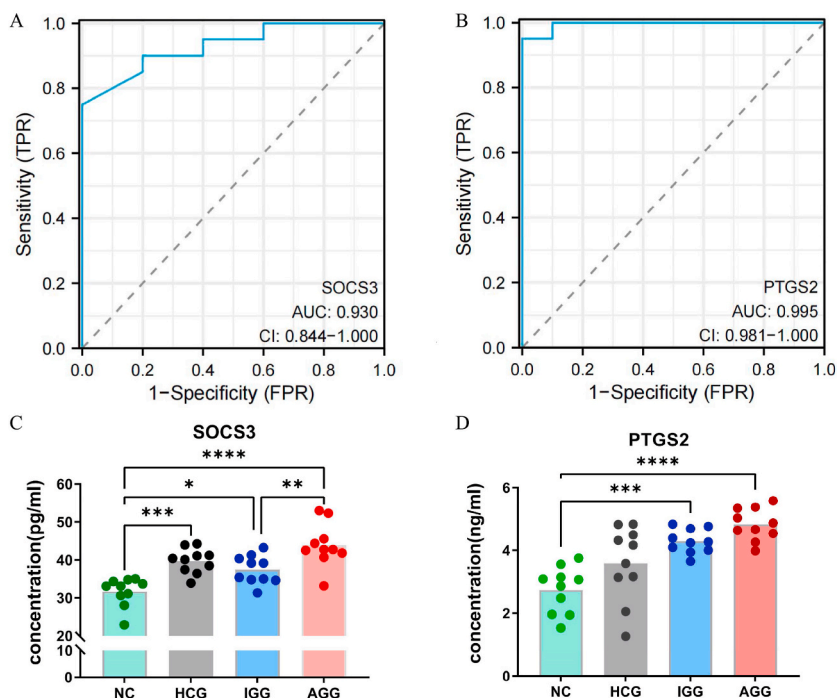 A
1.0
0.8
0.6
0.4
0.2
0.0
Sensitivity (TPR)
SOCS3
AUC: 0.930
CI: 0.844−1.000
0.0 0.2 0.4 0.6 0.8 1.0
1−Specificity (FPR)
B
1.0
0.8
0.6
0.4
0.2
0.0
Sensitivity (TPR)
PTGS2
AUC: 0.995
CI: 0.981−1.000
0.0 0.2 0.4 0.6 0.8 1.0
1−Specificity (FPR)
C
SOCS3
****
* **
***
60
50
40
30
20
10
0
concentration(pg/ml)
NC HCG IGG AGG
D
PTGS2
****
***
6
4
2
0
concentration(ng/ml)
NC HCG IGG AGG